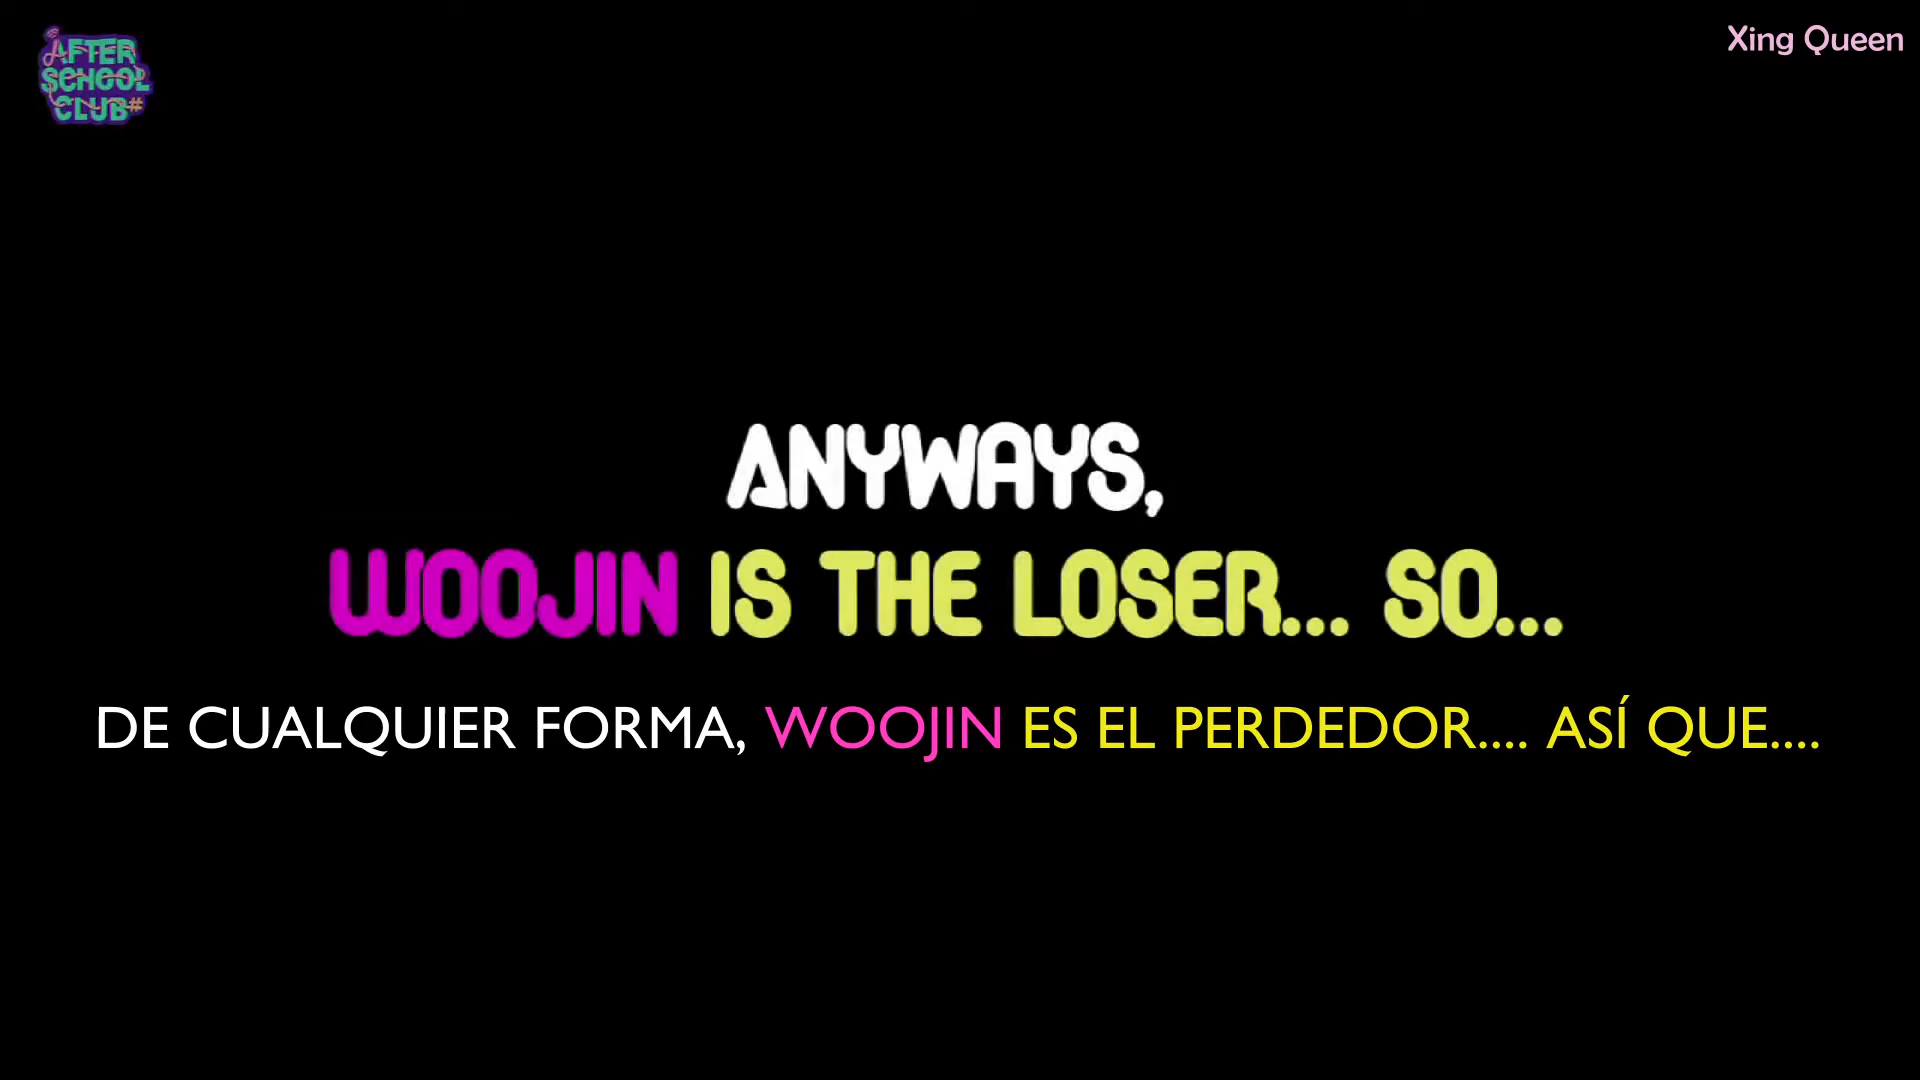 AFTER
SCHOOL
CLUB#
Xing Queen
ANYWAYS,
WOOJIN IS THE LOSER... SO...
DE CUALQUIER FORMA, WOOJIN ES EL PERDEDOR.... ASÍ QUE....